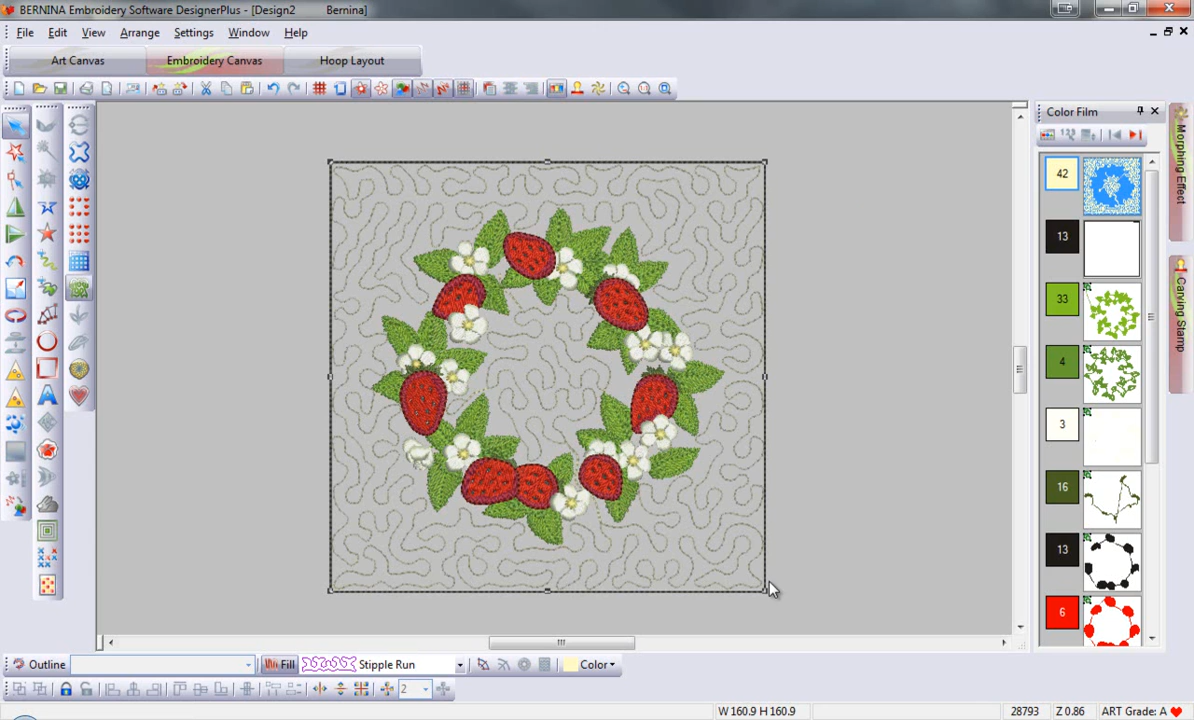 BERNINA Embroidery Software DesignerPlus - [Design2 Bernina]
File Edit View Arrange Settings Window Help
Art Canvas Embroidery Canvas Hoop Layout
Color Film
42
13
33
4
3
16
13
6
Morphing Effect
Carving Stamp
Outline Fill Stipple Run Color
2
W 160.9 H 160.9 28793 Z 0.86 ART Grade: A